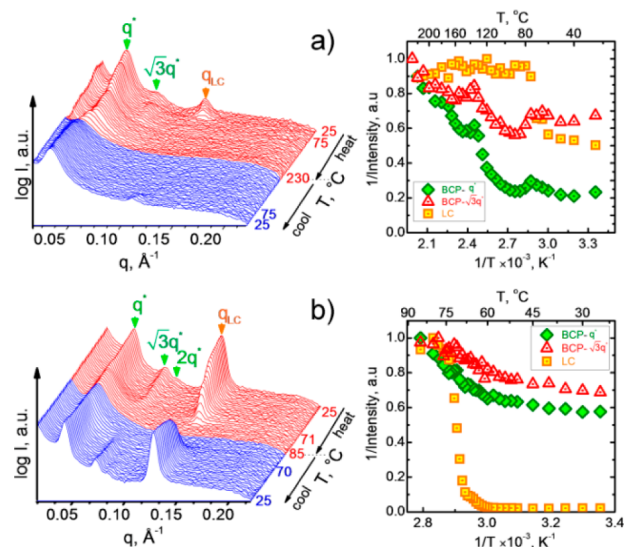 a)
q*
√3q*
q_LC
log I, a.u.
25
75
230
75
25
heat
cool
T, °C
0.05 0.10 0.15 0.20
q, Å⁻¹
T, °C
200 160 120 80 40
1/Intensity, a.u
1.0
0.8
0.6
0.4
0.2
0.0
BCP- q*
BCP-√3q*
LC
2.1 2.4 2.7 3.0 3.3
1/T ×10⁻³, K⁻¹
b)
q*
√3q*
2q*
q_LC
log I, a.u.
25
71
85
70
25
heat
cool
T, °C
0.05 0.10 0.15 0.20
q, Å⁻¹
T, °C
90 75 60 45 30
1/Intensity, a.u
1.0
0.8
0.6
0.4
0.2
0.0
BCP- q*
BCP-√3q*
LC
2.8 3.0 3.2 3.4
1/T ×10⁻³, K⁻¹